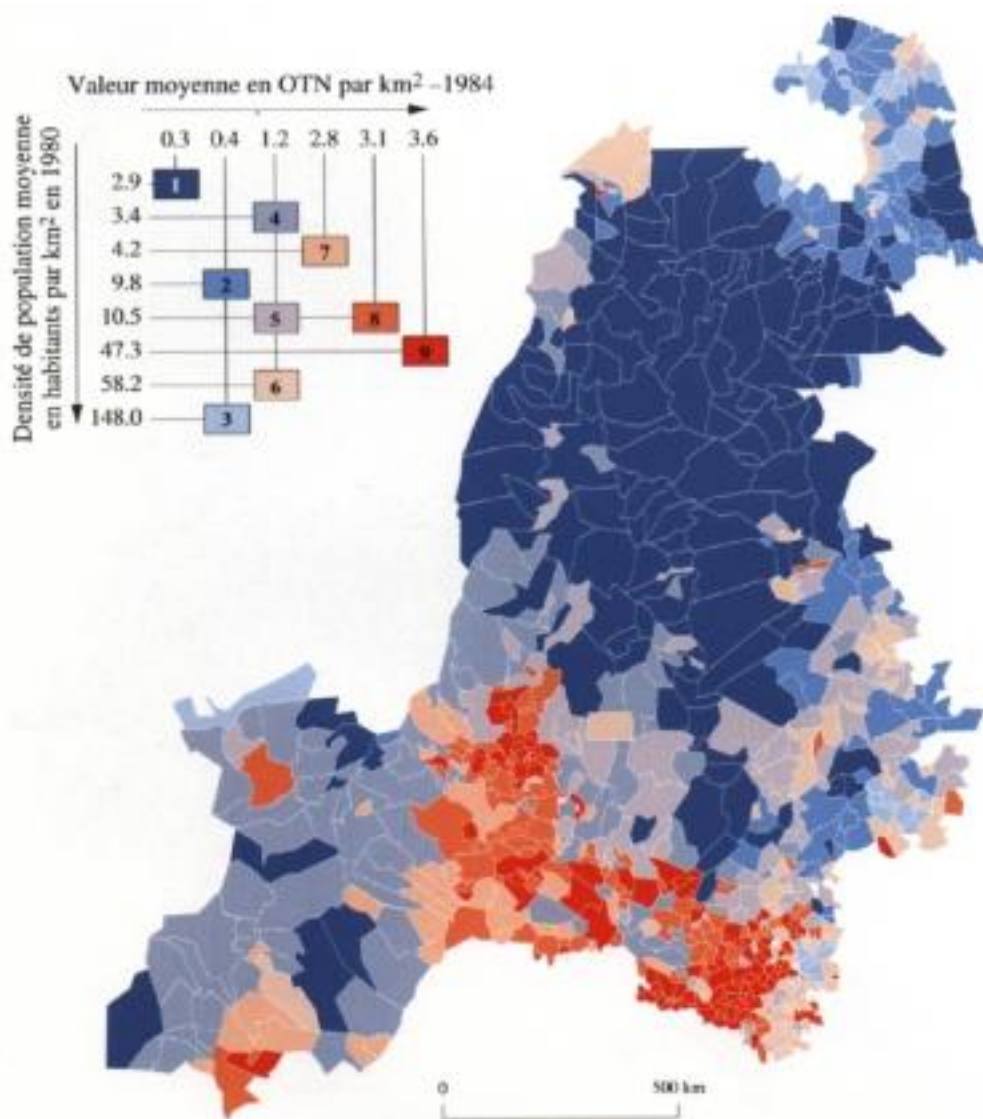 Valeur moyenne en OTN par km² – 1984
0.3 0.4 1.2 2.8 3.1 3.6
Densité de population moyenne
en habitants par km² en 1980
2.9 1
3.4 4
4.2 7
9.8 2
10.5 5 8
47.3 9
58.2 6
148.0 3
0 500 km